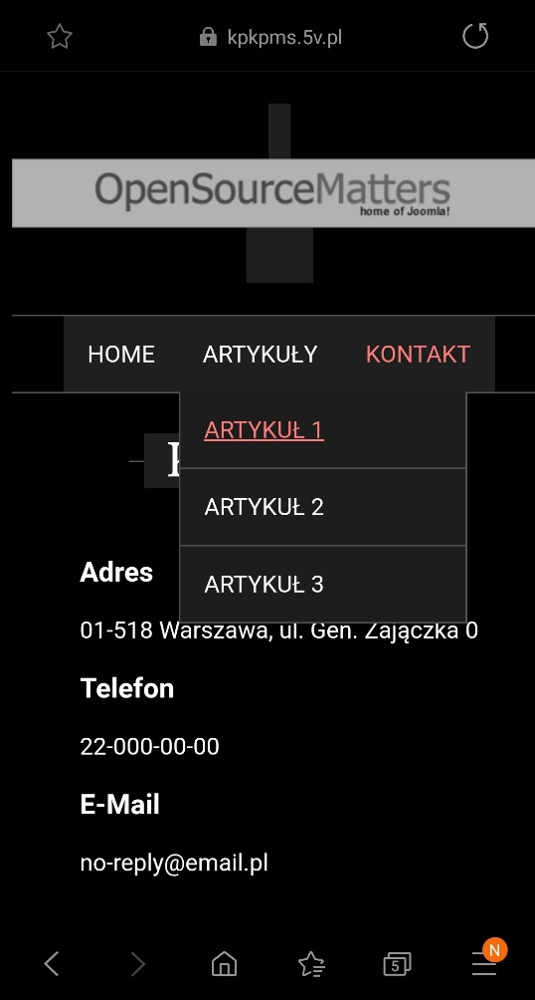 kpkpms.5v.pl
OpenSourceMatters
home of Joomla!
HOME ARTYKUŁY KONTAKT
ARTYKUŁ 1
ARTYKUŁ 2
ARTYKUŁ 3
Adres
01-518 Warszawa, ul. Gen. Zajączka 0
Telefon
22-000-00-00
E-Mail
no-reply@email.pl
5
N